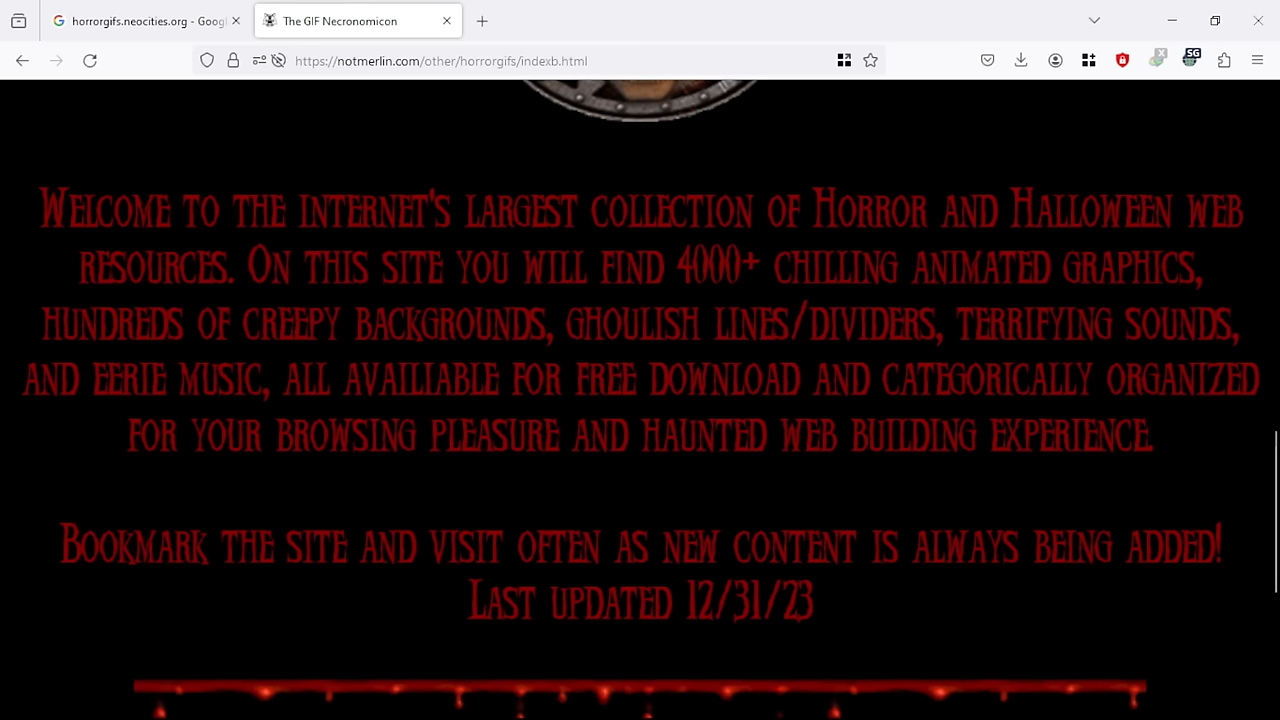 horrorgifs.neocities.org - Googl
The GIF Necronomicon
https://notmerlir.com/other/horrorgifs/indexb.html
X
SG
Welcome to the internet's largest collection of Horror and Halloween web
resources. On this site you will find 4000+ chilling animated graphics,
hundreds of creepy backgrounds, ghoulish lines/dividers, terrifying sounds,
and eerie music, all availlable for free download and categorically organized
for your browsing pleasure and haunted web building experience.
Bookmark the site and visit often as new content is always being added!
Last updated 12/31/23